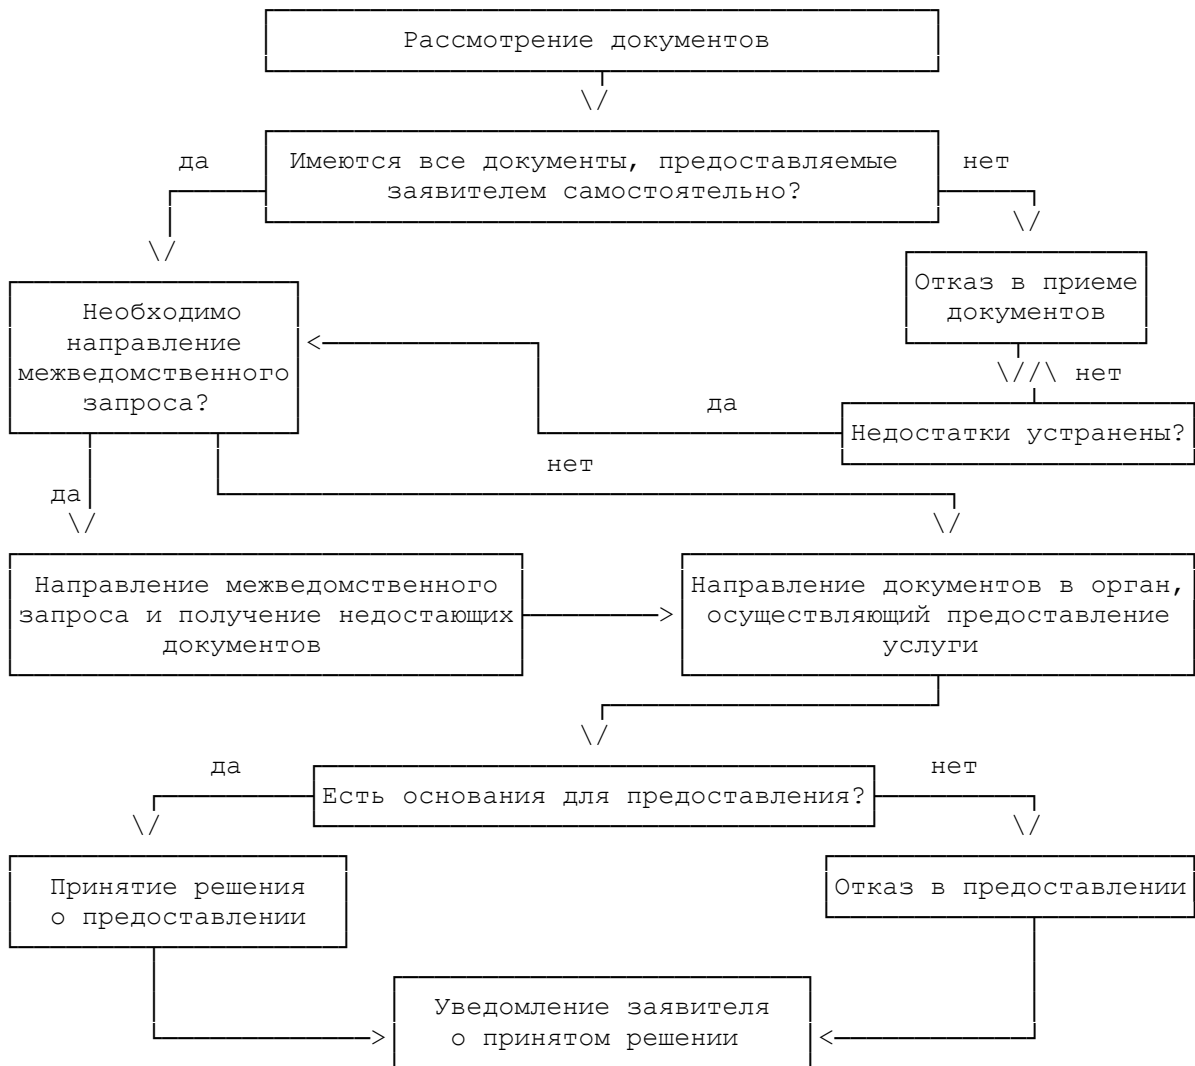 Рассмотрение документов
да
Имеются все документы, предоставляемые
нет
заявителем самостоятельно?
Отказ в приеме
документов
Необходимо
направление
межведомственного
запроса?
нет
да
Недостатки устранены?
нет
да
Направление межведомственного
запроса и получение недостающих
документов
Направление документов в орган,
осуществляющий предоставление
услуги
да
нет
Есть основания для предоставления?
Принятие решения
о предоставлении
Отказ в предоставлении
Уведомление заявителя
о принятом решении